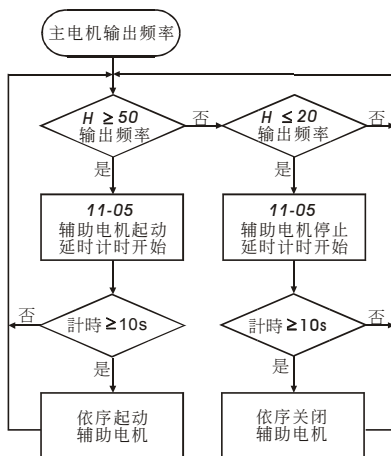 主电机输出频率
H ≥ 50
输出频率
否
H ≤ 20
输出频率
否
是
是
11-05
辅助电机起动
延时计时开始
11-05
辅助电机停止
延时计时开始
否
計時 ≥10s
計時 ≥10s
否
是
是
依序起动
辅助电机
依序关闭
辅助电机